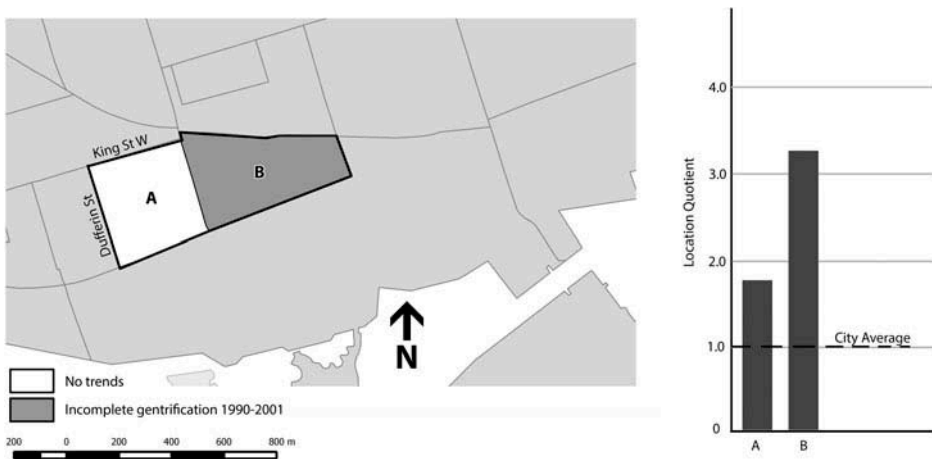 King St W
Dufferin St
A
B
N
No trends
Incomplete gentrification 1990-2001
200 0 200 400 600 800 m
Location Quotient
4.0
3.0
2.0
1.0
0
City Average
A B